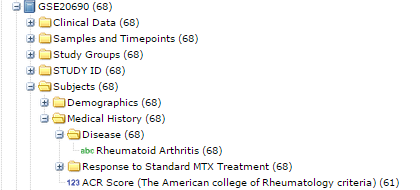 GSE20690 (68)
Clinical Data (68)
Samples and Timepoints (68)
Study Groups (68)
STUDY ID (68)
Subjects (68)
Demographics (68)
Medical History (68)
Disease (68)
abc Rheumatoid Arthritis (68)
Response to Standard MTX Treatment (68)
123 ACR Score (The American college of Rheumatology criteria) (61)